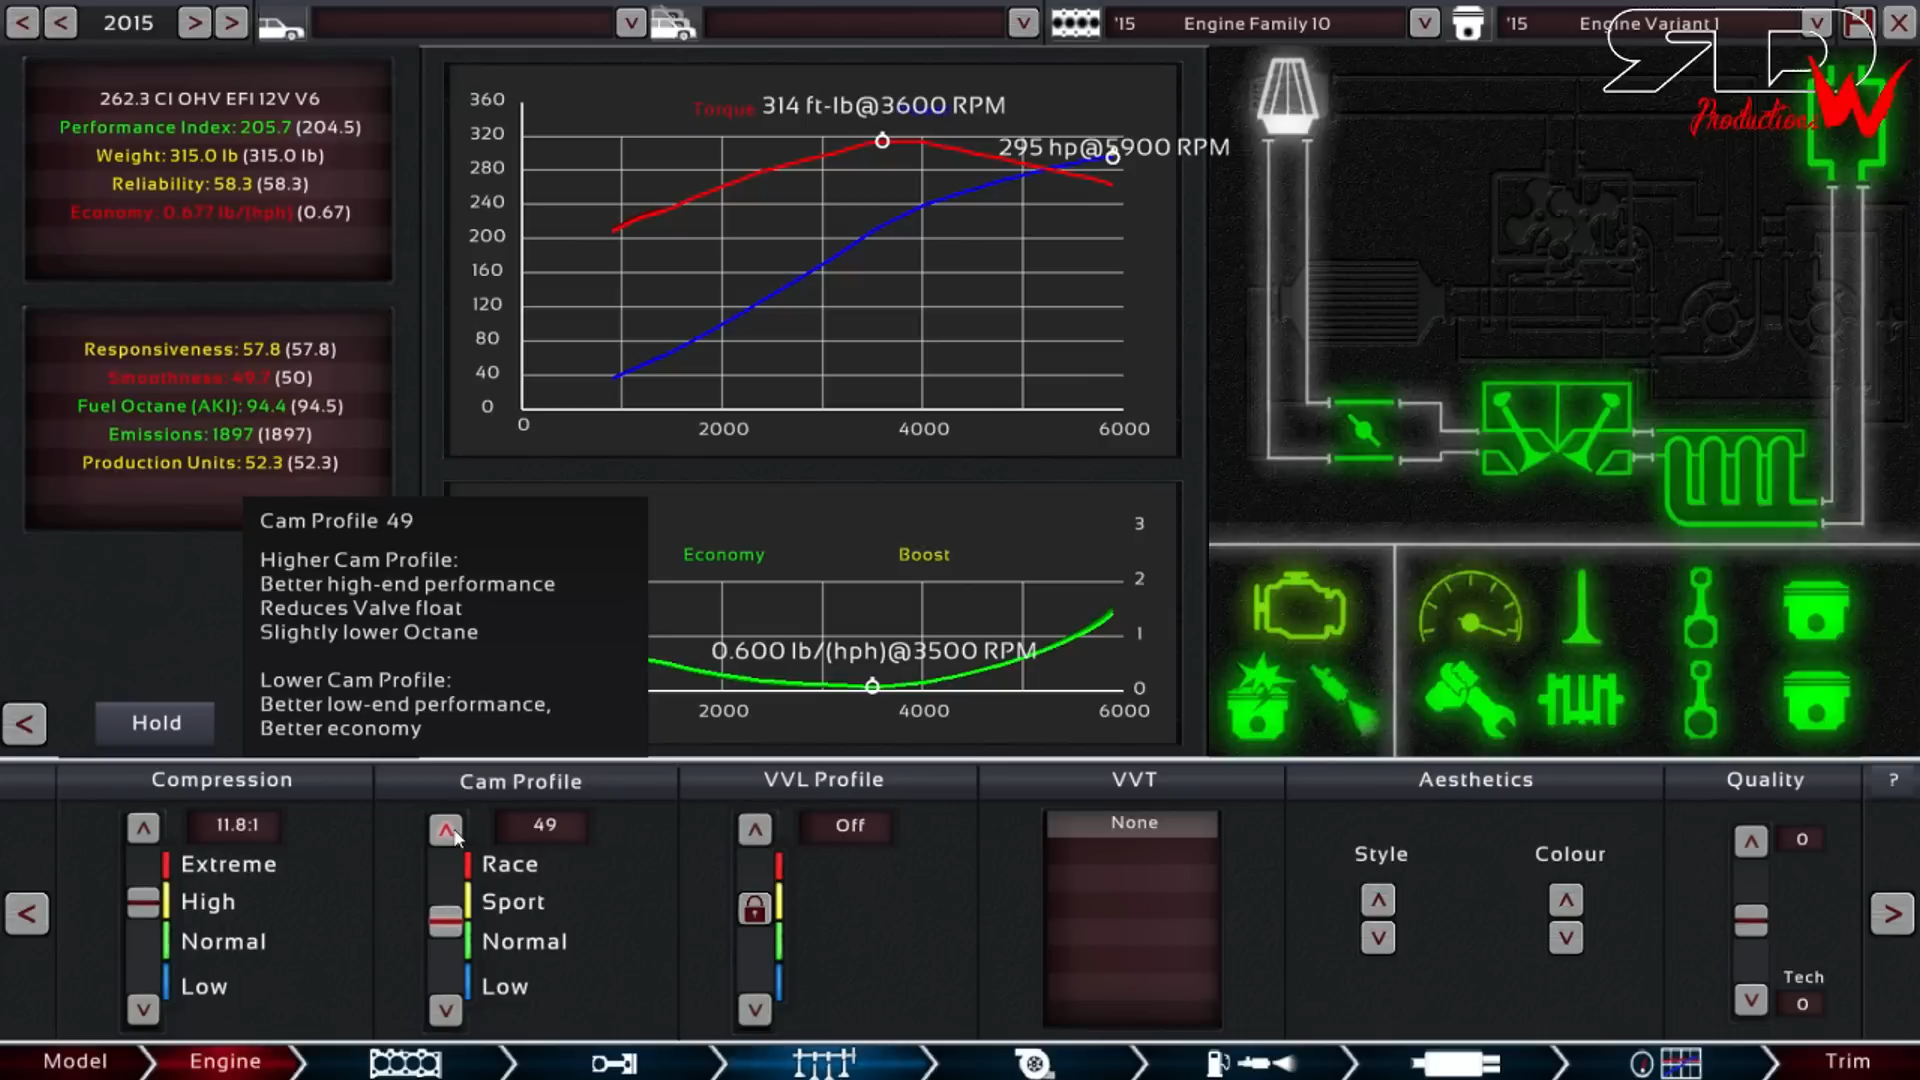 2015
'15
Engine Family 10
'15
Engine Variant 1
RD
W
Productions
262.3 CI OHV EFI 12V V6
Performance Index: 205.7 (204.5)
Weight: 315.0 lb (315.0 lb)
Reliability: 58.3 (58.3)
Economy: 0.677 lb/(hph) (0.67)
Responsiveness: 57.8 (57.8)
Smoothness: 49.7 (50)
Fuel Octane (AKI): 94.4 (94.5)
Emissions: 1897 (1897)
Production Units: 52.3 (52.3)
360
320
280
240
200
160
120
80
40
0
0
2000
4000
6000
Torque
314 ft-lb@3600 RPM
295 hp@5900 RPM
Economy
Boost
3
2
1
0
0.600 lb/(hph)@3500 RPM
2000
4000
6000
Cam Profile 49
Higher Cam Profile:
Better high-end performance
Reduces Valve float
Slightly lower Octane
Lower Cam Profile:
Better low-end performance,
Better economy
Hold
Compression
11.8:1
Extreme
High
Normal
Low
Cam Profile
49
Race
Sport
Normal
Low
VVL Profile
Off
VVT
None
Aesthetics
Style
Colour
Quality
?
0
Tech
0
Model
Engine
Trim